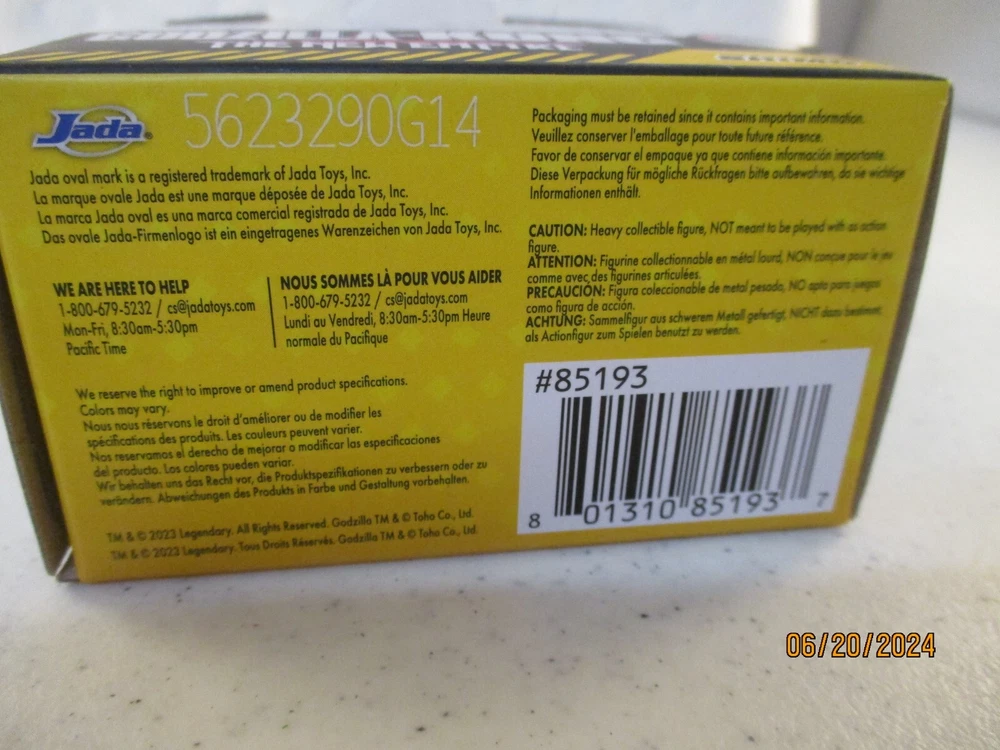 THE NEW EMPIRE
Jada
5623290G14
Jada oval mark is a registered trademark of Jada Toys, Inc.
La marque ovale Jada est une marque déposée de Jada Toys, Inc.
La marca Jada oval es una marca comercial registrada de Jada Toys, Inc.
Das ovale Jada-Firmenlogo ist ein eingetragenes Warenzeichen von Jada Toys, Inc.
WE ARE HERE TO HELP
1-800-679-5232 / cs@jadatoys.com
Mon-Fri, 8:30am-5:30pm
Pacific Time
NOUS SOMMES LÀ POUR VOUS AIDER
1-800-679-5232 / cs@jadatoys.com
Lundi au Vendredi, 8:30am-5:30pm Heure
normale du Pacifique
We reserve the right to improve or amend product specifications.
Colors may vary.
Nous nous réservons le droit d'améliorer ou de modifier les
spécifications des produits. Les couleurs peuvent varier.
Nos reservamos el derecho de mejorar o modificar las especificaciones
del producto. Los colores pueden variar.
Wir behalten uns das Recht vor, die Produktspezifikationen zu verbessern oder zu
verändern. Abweichungen des Produkts in Farbe und Gestaltung vorbehalten.
TM & © 2023 Legendary. All Rights Reserved. Godzilla TM & © Toho Co., Ltd.
TM & © 2023 Legendary. Tous Droits Réservés. Godzilla TM & © Toho Co., Ltd.
Packaging must be retained since it contains important information.
Veuillez conserver l'emballage pour toute future référence.
Favor de conservar el empaque ya que contiene información importante.
Diese Verpackung für mögliche Rückfragen bitte aufbewahren, da sie wichtige
Informationen enthält.
CAUTION: Heavy collectible figure, NOT meant to be played with as action
figure.
ATTENTION: Figurine collectionnable en métal lourd, NON conçue pour le jeu
comme avec des figurines articulées.
PRECAUCIÓN: Figura coleccionable de metal pesado, NO apta para juegos
como figura de acción.
ACHTUNG: Sammelfigur aus schwerem Metall gefertigt, NICHT dazu bestimmt,
als Actionfigur zum Spielen benutzt zu werden.
#85193
8 01310 85193 7
06/20/2024